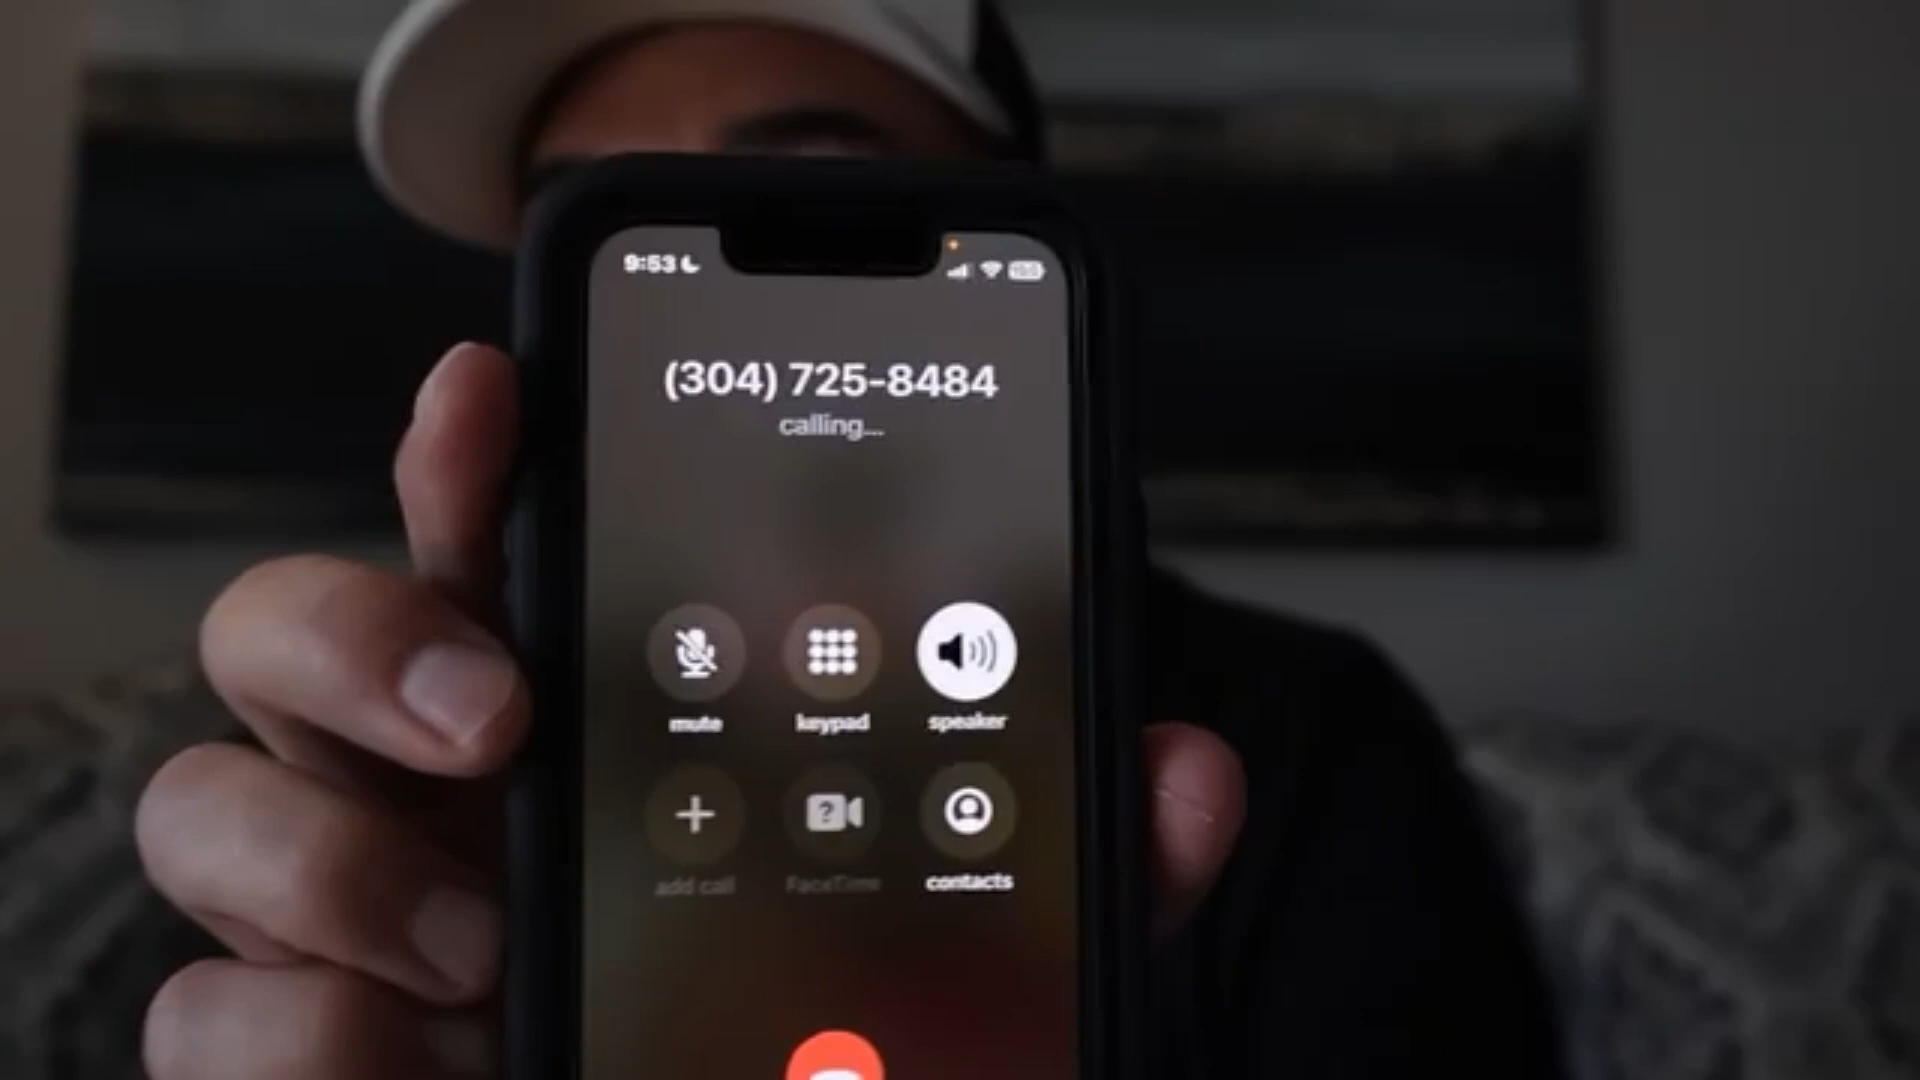 9:53
(304) 725-8484
calling...
mute keypad speaker
add call FaceTime contacts